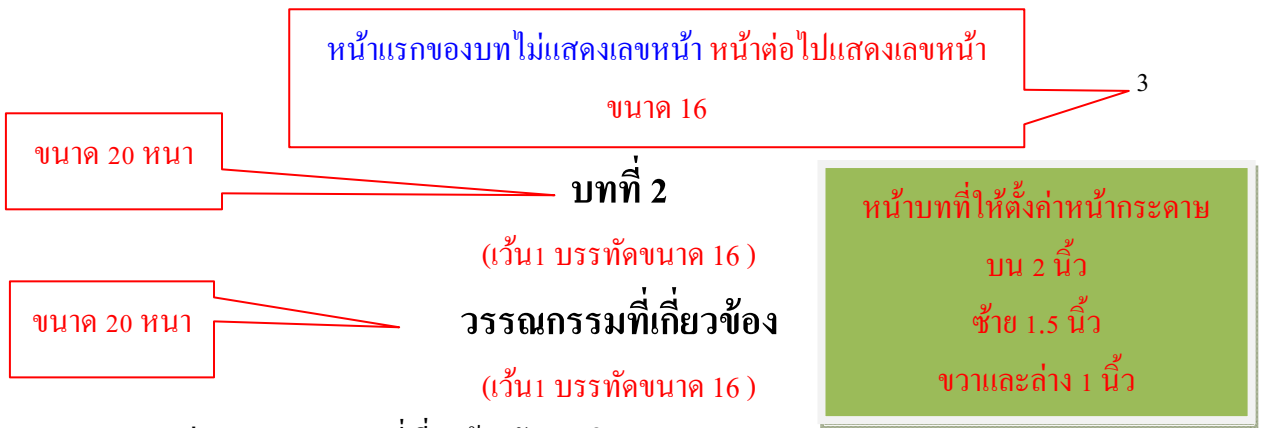 หน้าแรกของบทไม่แสดงเลขหน้า หน้าต่อไปแสดงเลขหน้า
ขนาด 16
3
ขนาด 20 หนา
บทที่ 2
(เว้น1 บรรทัดขนาด 16 )
ขนาด 20 หนา
วรรณกรรมที่เกี่ยวข้อง
(เว้น1 บรรทัดขนาด 16 )
หน้าบทที่ให้ตั้งค่าหน้ากระดาษ
บน 2 นิ้ว
ซ้าย 1.5 นิ้ว
ขวาและล่าง 1 นิ้ว